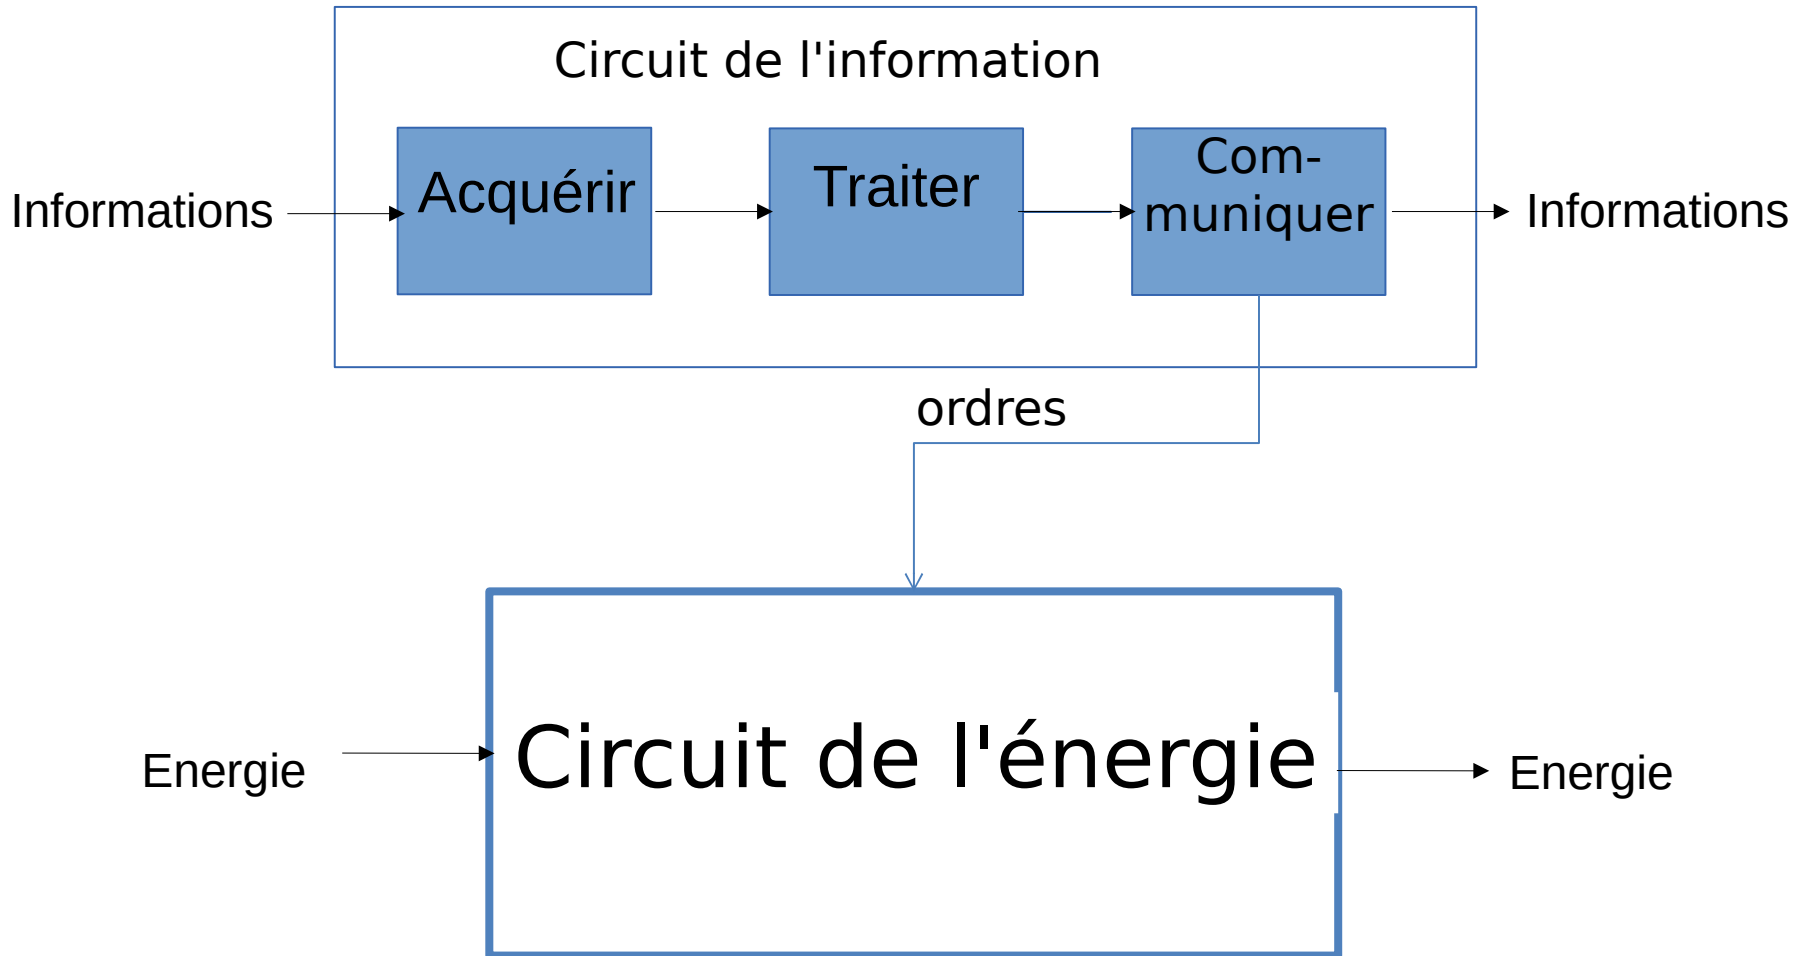 Circuit de l'information
Informations
Acquérir
Traiter
Com-
muniquer
Informations
ordres
Energie
Circuit de l'énergie
Energie